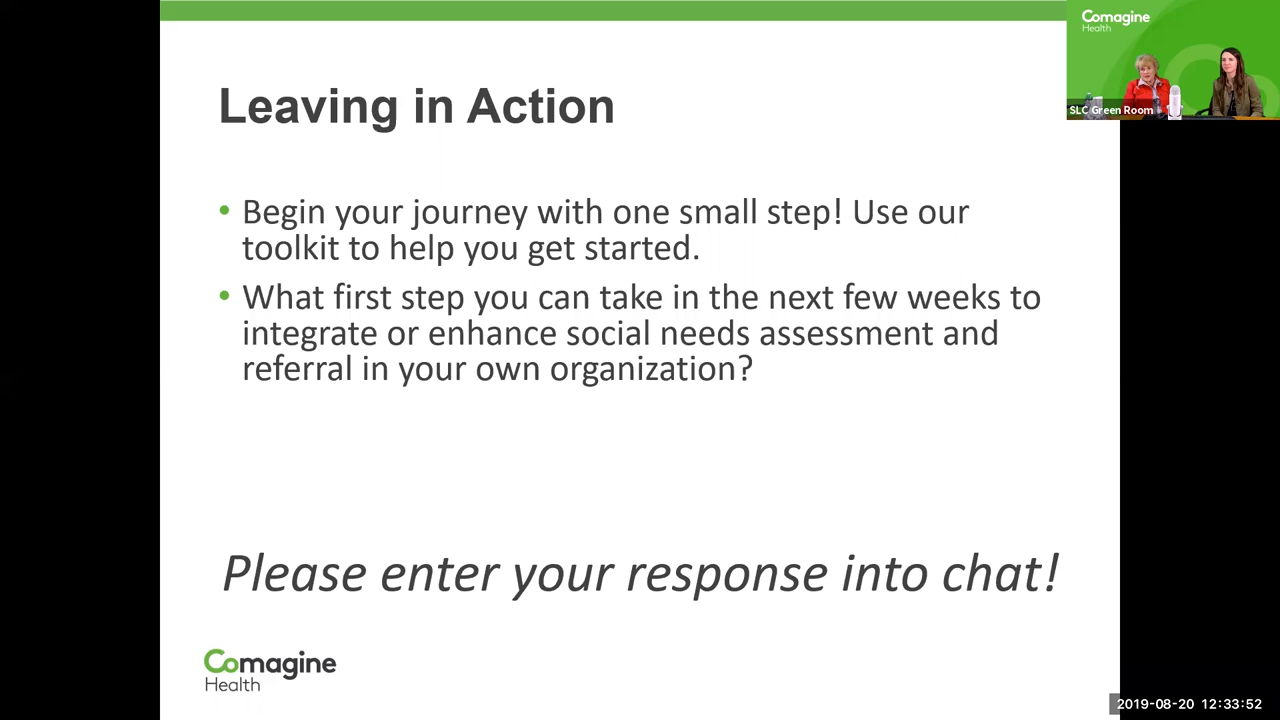 Comagine
Health
SLC Green Room
Leaving in Action
• Begin your journey with one small step! Use our
toolkit to help you get started.
• What first step you can take in the next few weeks to
integrate or enhance social needs assessment and
referral in your own organization?
Please enter your response into chat!
Comagine
Health
2019-08-20 12:33:52